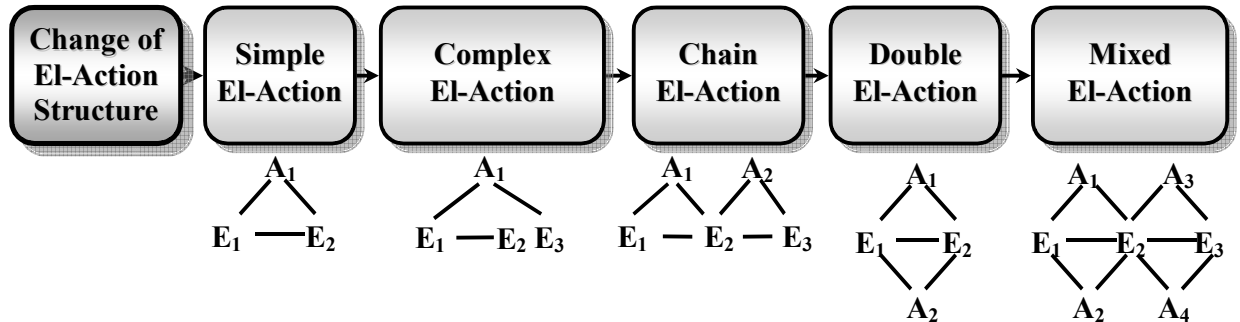 Change of
El-Action
Structure
Simple
El-Action
Complex
El-Action
Chain
El-Action
Double
El-Action
Mixed
El-Action
A₁
E₁ E₂
A₁
E₁ E₂ E₃
A₁ A₂
E₁ E₂ E₃
A₁
E₁ E₂
A₂
A₁ A₃
E₁ E₂ E₃
A₂ A₄